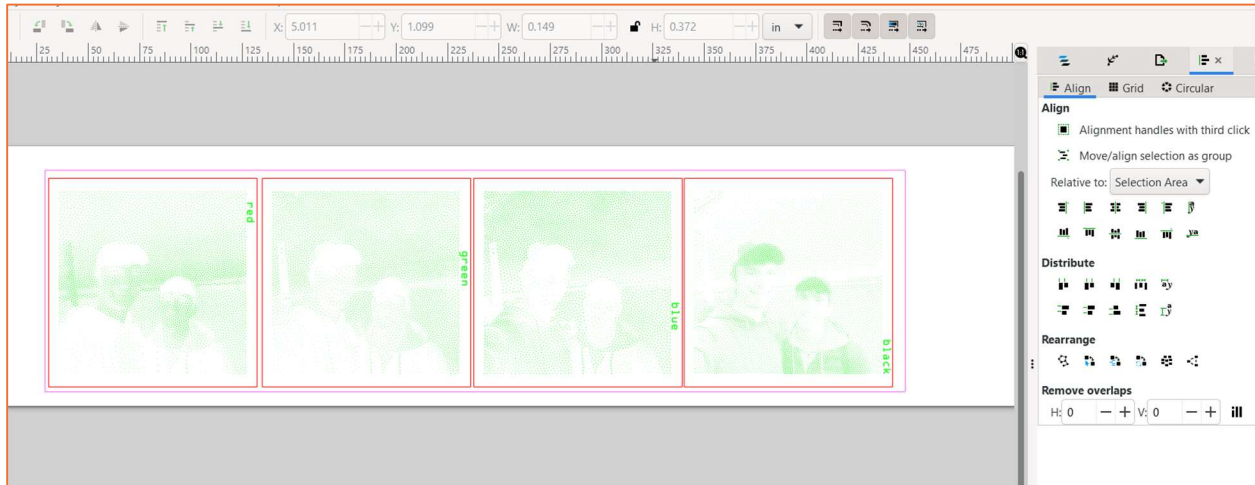 X: 5.011 Y: 1.099 W: 0.149 H: 0.372 in
25 50 75 100 125 150 175 200 225 250 275 300 325 350 375 400 425 450 475
Align Grid Circular
Align
Alignment handles with third click
Move/align selection as group
Relative to: Selection Area
Distribute
Rearrange
Remove overlaps
H: 0 V: 0
red
green
blue
black